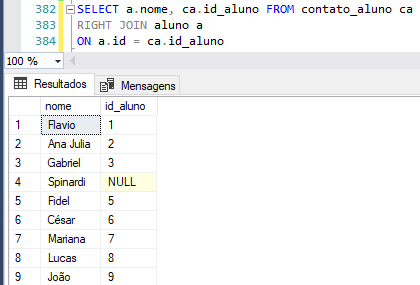 382 SELECT a.nome, ca.id_aluno FROM contato_aluno ca
383 RIGHT JOIN aluno a
384 ON a.id = ca.id_aluno
100 %
Resultados Mensagens
nome id_aluno
1 Flavio 1
2 Ana Julia 2
3 Gabriel 3
4 Spinardi NULL
5 Fidel 5
6 César 6
7 Mariana 7
8 Lucas 8
9 João 9